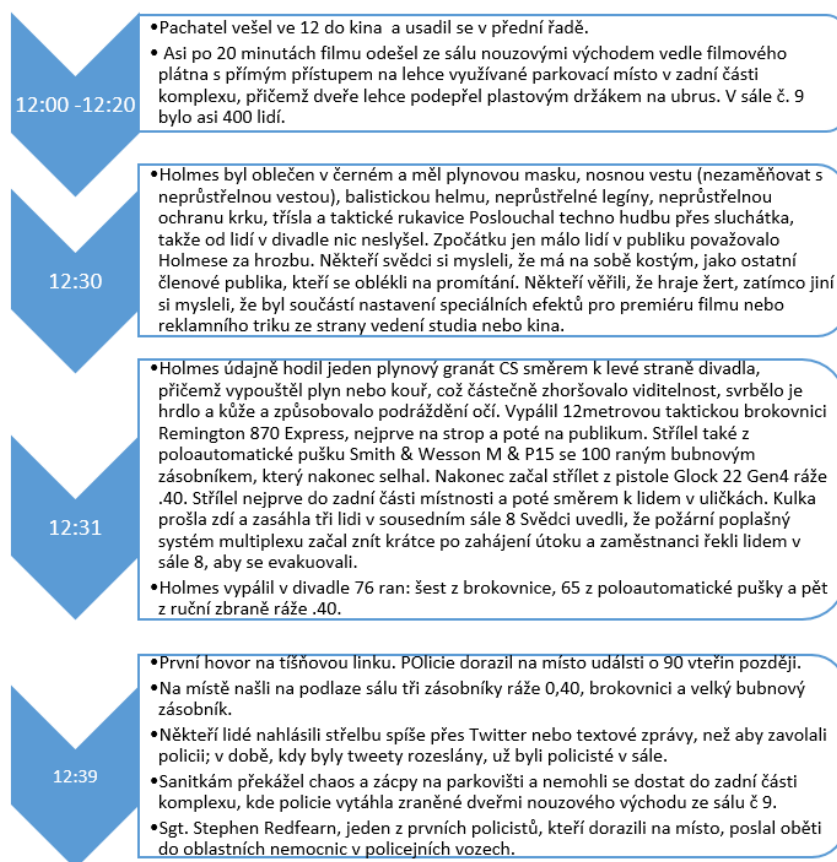 12:00 -12:20
•Pachatel vešel ve 12 do kina  a usadil se v přední řadě.
• Asi po 20 minutách filmu odešel ze sálu nouzovými východem vedle filmového
plátna s přímým přístupem na lehce využívané parkovací místo v zadní části
komplexu, přičemž dveře lehce podepřel plastovým držákem na ubrus. V sále č. 9
bylo asi 400 lidí.
12:30
•Holmes byl oblečen v černém a měl plynovou masku, nosnou vestu (nezaměňovat s
neprůstřelnou vestou), balistickou helmu, neprůstřelné legíny, neprůstřelnou
ochranu krku, třísla a taktické rukavice Poslouchal techno hudbu přes sluchátka,
takže od lidí v divadle nic neslyšel. Zpočátku jen málo lidí v publiku považovalo
Holmese za hrozbu. Někteří svědci si mysleli, že má na sobě kostým, jako ostatní
členové publika, kteří se oblékli na promítání. Někteří věřili, že hraje žert, zatímco jiní
si mysleli, že byl součástí nastavení speciálních efektů pro premiéru filmu nebo
reklamního triku ze strany vedení studia nebo kina.
12:31
•Holmes údajně hodil jeden plynový granát CS směrem k levé straně divadla,
přičemž vypouštěl plyn nebo kouř, což částečně zhoršovalo viditelnost, svrbělo je
hrdlo a kůže a způsobovalo podráždění očí. Vypálil 12metrovou taktickou brokovnici
Remington 870 Express, nejprve na strop a poté na publikum. Střílel také z
poloautomatické pušku Smith & Wesson M & P15 se 100 raným bubnovým
zásobníkem, který nakonec selhal. Nakonec začal střílet z pistole Glock 22 Gen4 ráže
.40. Střílel nejprve do zadní části místnosti a poté směrem k lidem v uličkách. Kulka
prošla zdí a zasáhla tři lidi v sousedním sále 8 Svědci uvedli, že požární poplašný
systém multiplexu začal znít krátce po zahájení útoku a zaměstnanci řekli lidem v
sále 8, aby se evakuovali.
•Holmes vypálil v divadle 76 ran: šest z brokovnice, 65 z poloautomatické pušky a pět
z ruční zbraně ráže .40.
12:39
•První hovor na tíšňovou linku. POlicie dorazil na místo událsti o 90 vteřin později.
•Na místě našli na podlaze sálu tři zásobníky ráže 0,40, brokovnici a velký bubnový
zásobník.
•Někteří lidé nahlásili střelbu spíše přes Twitter nebo textové zprávy, než aby zavolali
policii; v době, kdy byly tweety rozeslány, už byli policisté v sále.
•Sanitkám překážel chaos a zácpy na parkovišti a nemohli se dostat do zadní části
komplexu, kde policie vytáhla zraněné dveřmi nouzového východu ze sálu č 9.
•Sgt. Stephen Redfearn, jeden z prvních policistů, kteří dorazili na místo, poslal oběti
do oblastních nemocnic v policejních vozech.